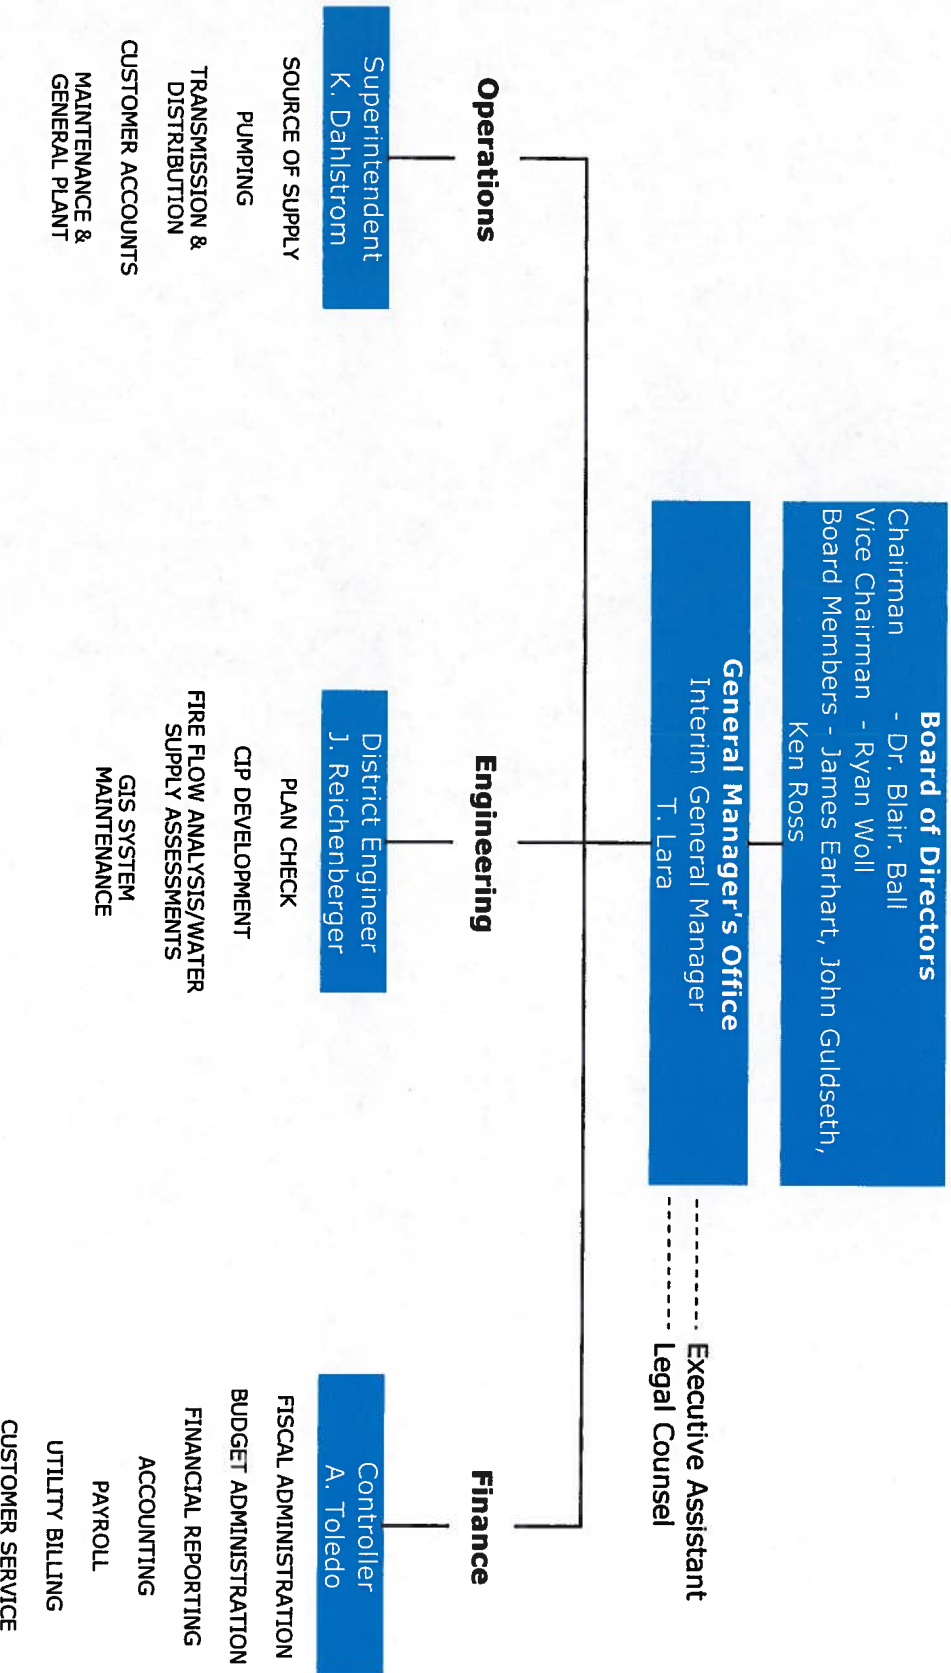 Board of Directors
Chairman - Dr. Blair. Ball
Vice Chairman - Ryan Woll
Board Members - James Earhart, John Guldseth,
Ken Ross
General Manager's Office
Interim General Manager
T. Lara
Executive Assistant
Legal Counsel
Operations
Superintendent
K. Dahlstrom
SOURCE OF SUPPLY
PUMPING
TRANSMISSION &
DISTRIBUTION
CUSTOMER ACCOUNTS
MAINTENANCE &
GENERAL PLANT
Engineering
District Engineer
J. Reichenberger
PLAN CHECK
CIP DEVELOPMENT
FIRE FLOW ANALYSIS/WATER
SUPPLY ASSESSMENTS
GIS SYSTEM
MAINTENANCE
Finance
Controller
A. Toledo
FISCAL ADMINISTRATION
BUDGET ADMINISTRATION
FINANCIAL REPORTING
ACCOUNTING
PAYROLL
UTILITY BILLING
CUSTOMER SERVICE